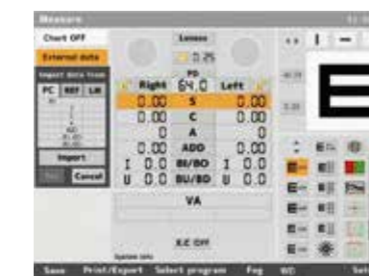 Measure
Chart OFF
Lenses
External data
0.25
Import data from
PD
PC REF LM
Right 64.0 Left
0.00 S 0.00
0.00 C 0.00
0 A 0
0.00 ADD 0.00
I 0.0 BI/BO I 0.0
U 0.0 BU/BD U 0.0
Import
Cancel
VA
System info
Save Print/Export Select program Fog